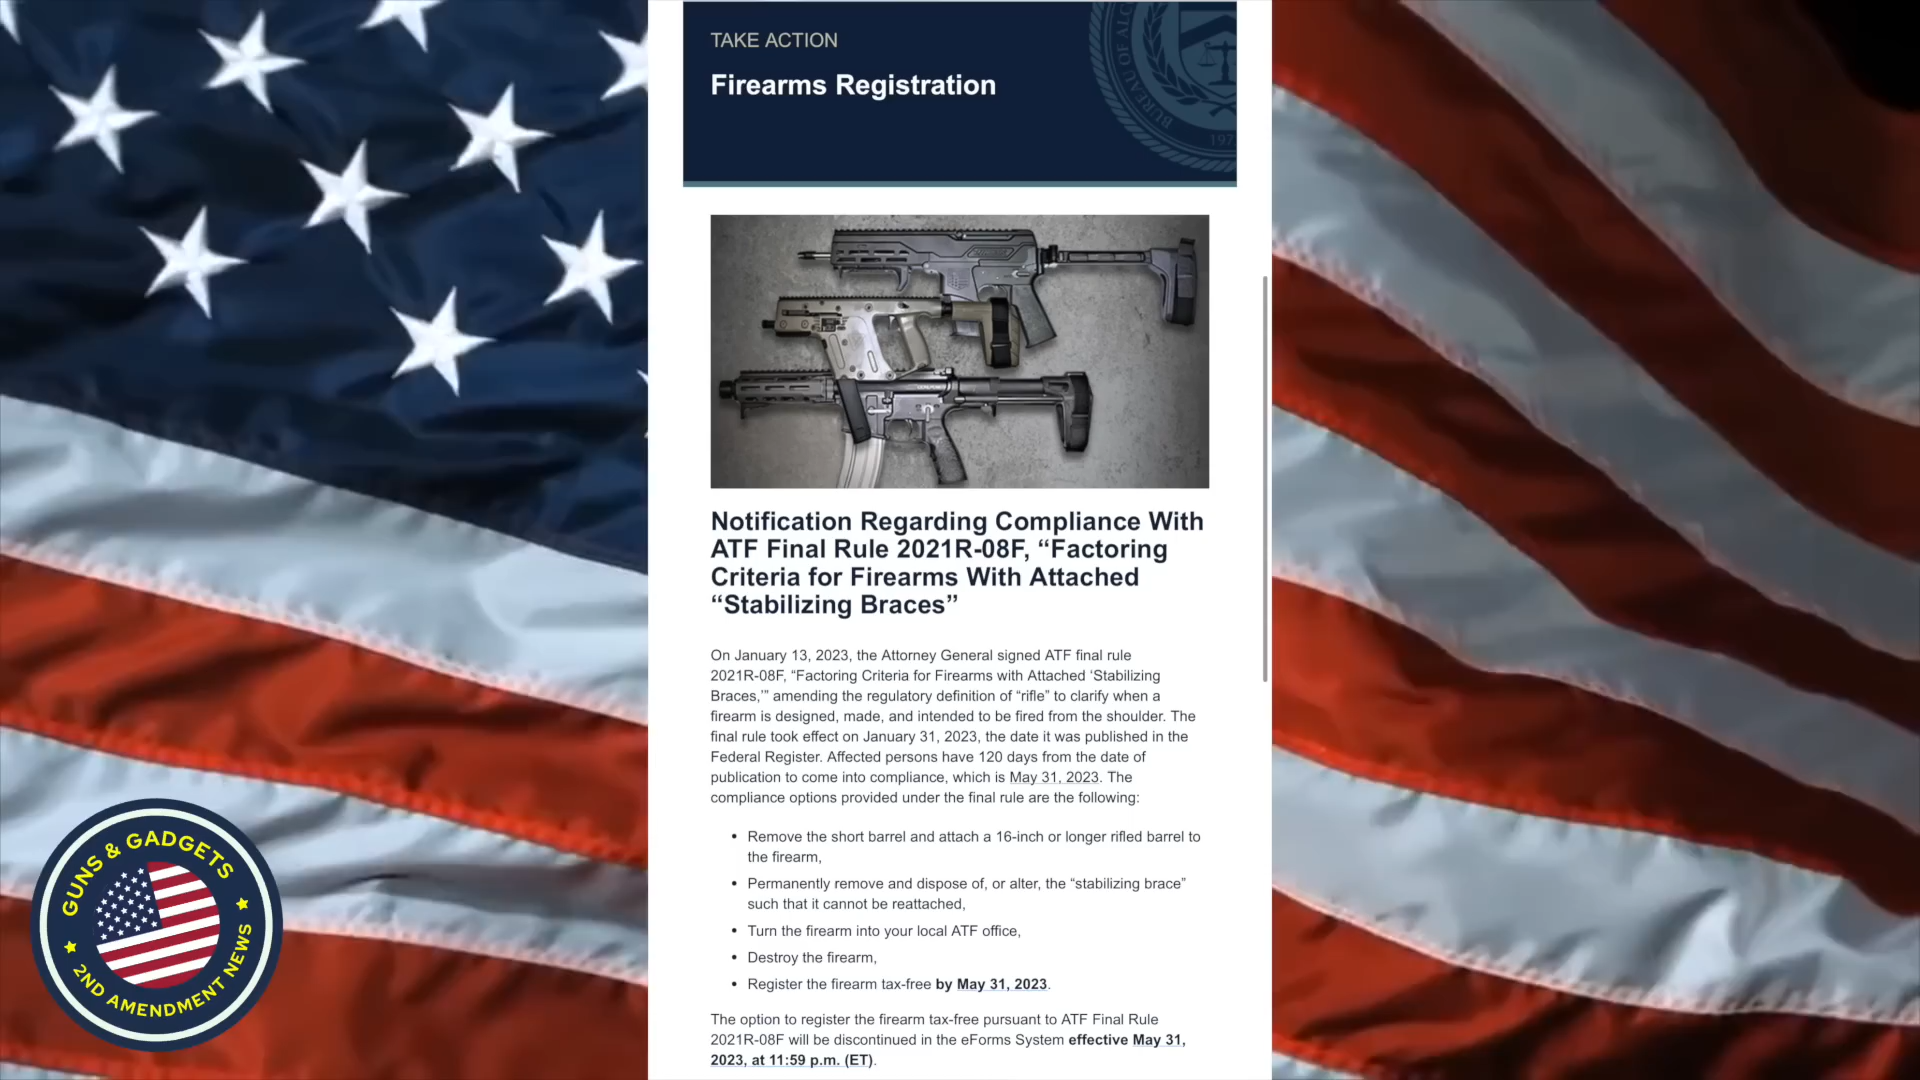 TAKE ACTION
Firearms Registration
BUREAU OF ALC
197
Notification Regarding Compliance With
ATF Final Rule 2021R-08F, “Factoring
Criteria for Firearms With Attached
“Stabilizing Braces”
On January 13, 2023, the Attorney General signed ATF final rule
2021R-08F, “Factoring Criteria for Firearms with Attached ‘Stabilizing
Braces,’” amending the regulatory definition of “rifle” to clarify when a
firearm is designed, made, and intended to be fired from the shoulder. The
final rule took effect on January 31, 2023, the date it was published in the
Federal Register. Affected persons have 120 days from the date of
publication to come into compliance, which is May 31, 2023. The
compliance options provided under the final rule are the following:
• Remove the short barrel and attach a 16-inch or longer rifled barrel to
the firearm,
• Permanently remove and dispose of, or alter, the “stabilizing brace”
such that it cannot be reattached,
• Turn the firearm into your local ATF office,
• Destroy the firearm,
• Register the firearm tax-free by May 31, 2023.
The option to register the firearm tax-free pursuant to ATF Final Rule
2021R-08F will be discontinued in the eForms System effective May 31,
2023, at 11:59 p.m. (ET).
GUNS & GADGETS
2ND AMENDMENT NEWS